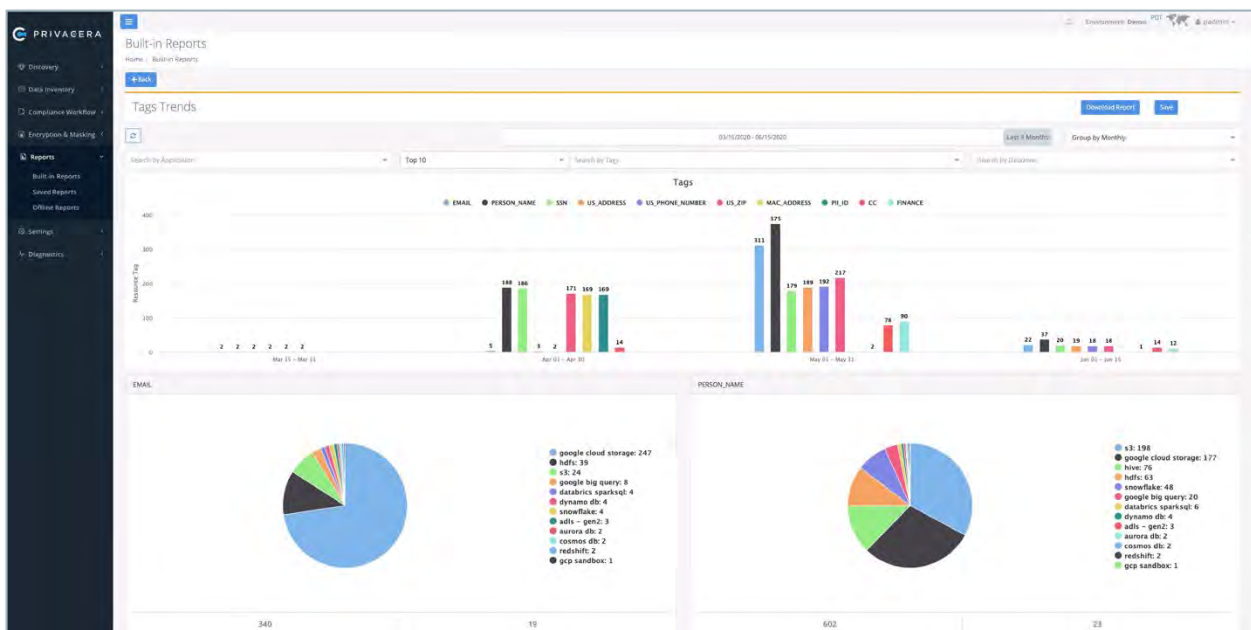 PRIVACERA
Discovery
Data Inventory
Compliance Workflow
Encryption & Masking
Reports
Built-in Reports
Saved Reports
Offline Reports
Settings
Diagnostics
Environment: Demo PDT
Built-in Reports
Home / Built-in Reports
Back
Tags Trends
Download Report Save
03/15/2020 - 06/15/2020 Last 3 Months Group by Monthly
Search by Application Top 10 Search by Tags Search by Datazone
Tags
EMAIL PERSON_NAME SSN US_ADDRESS US_PHONE_NUMBER US_ZIP MAC_ADDRESS PII_ID CC FINANCE
Resource Tag
400
300
200
100
0
2 2 2 2 2 2
5 188 186 3 2 171 169 169 14
311 375 179 189 192 217 2 78 90
22 37 20 19 18 18 1 14 12
Mar 15 - Mar 31 Apr 01 - Apr 30 May 01 - May 31 Jun 01 - Jun 15
EMAIL
google cloud storage: 247
hdfs: 39
s3: 24
google big query: 8
databrics sparksql: 4
dynamo db: 4
snowflake: 4
adls - gen2: 3
aurora db: 2
cosmos db: 2
redshift: 2
gcp sandbox: 1
340 19
PERSON_NAME
s3: 198
google cloud storage: 177
hive: 76
hdfs: 63
snowflake: 48
google big query: 20
databrics sparksql: 6
dynamo db: 4
adls - gen2: 3
aurora db: 2
cosmos db: 2
redshift: 2
gcp sandbox: 1
602 23